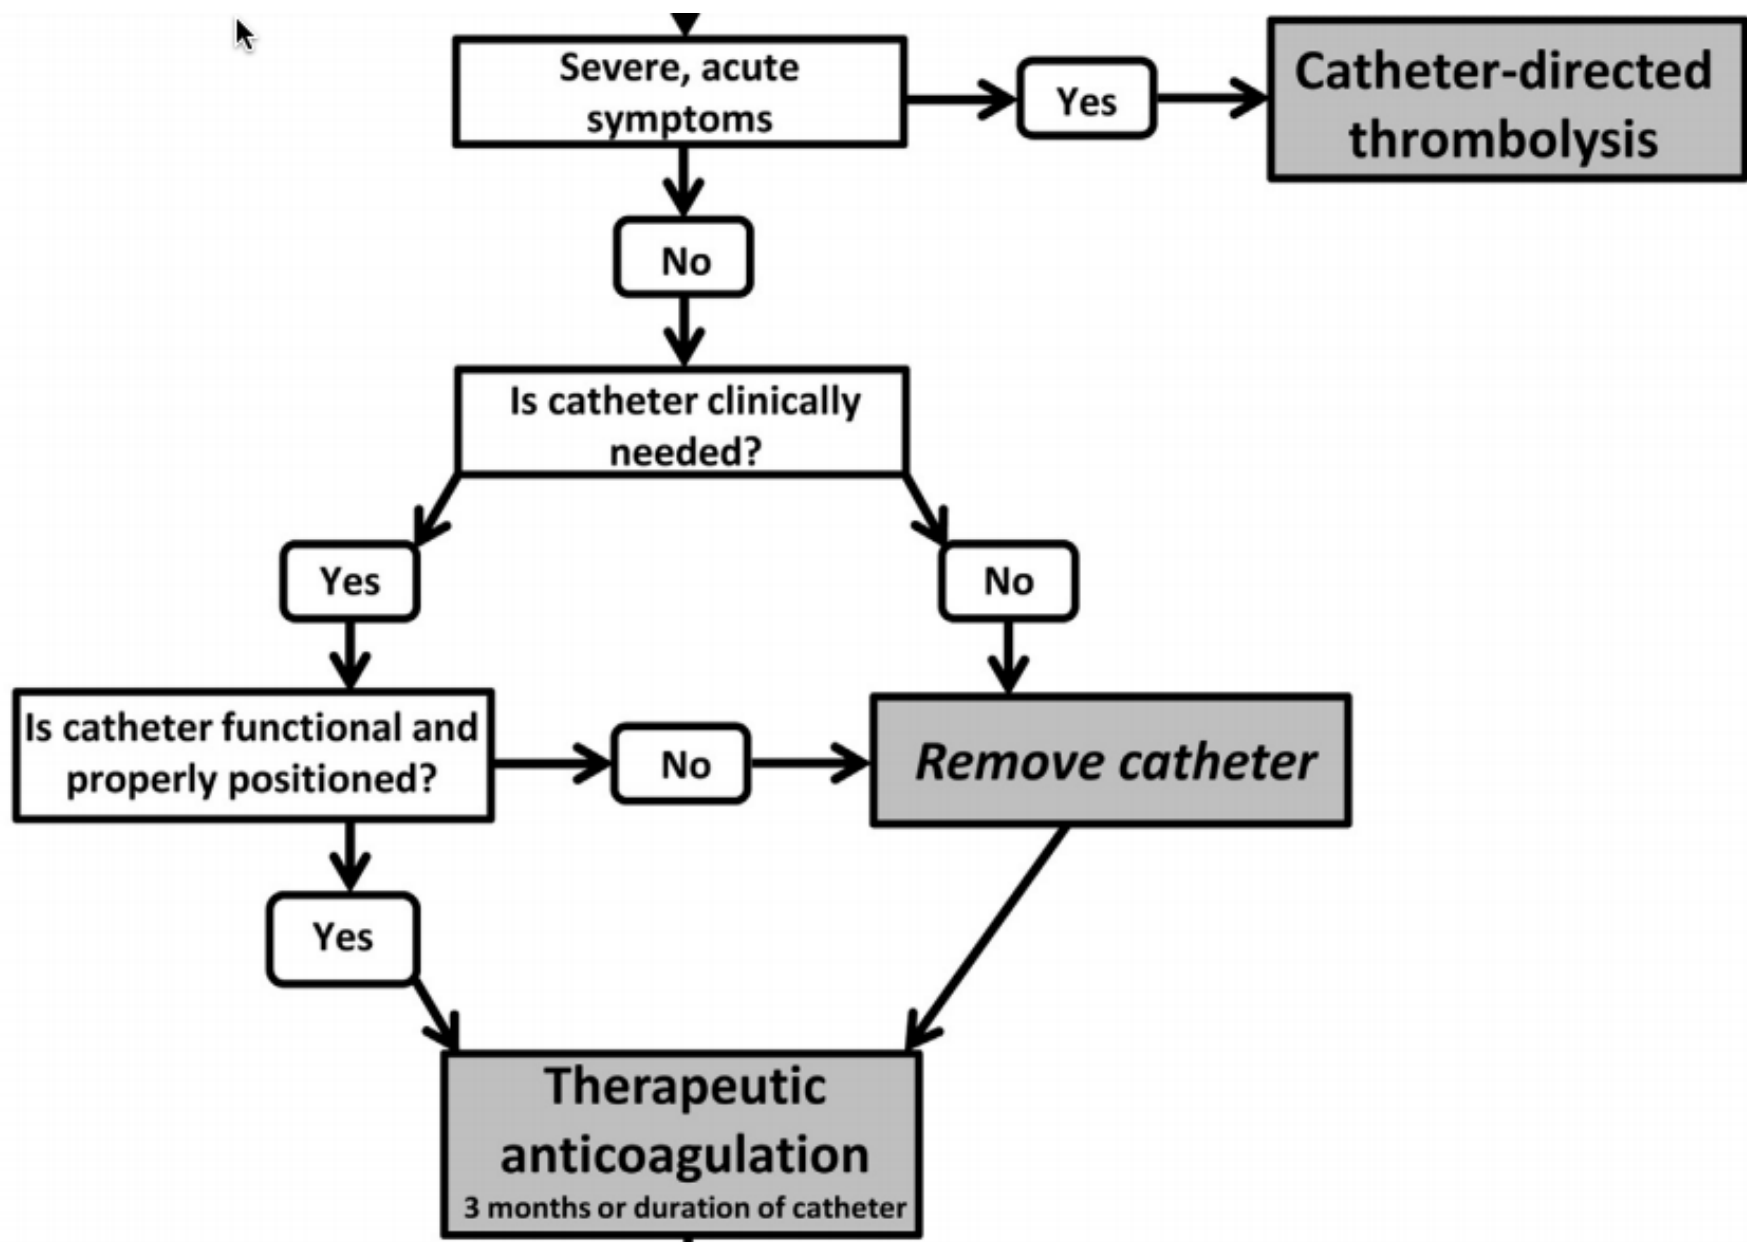 Severe, acute
symptoms
Yes
Catheter-directed
thrombolysis
No
Is catheter clinically
needed?
Yes
No
Is catheter functional and
properly positioned?
No
Remove catheter
Yes
Therapeutic
anticoagulation
3 months or duration of catheter